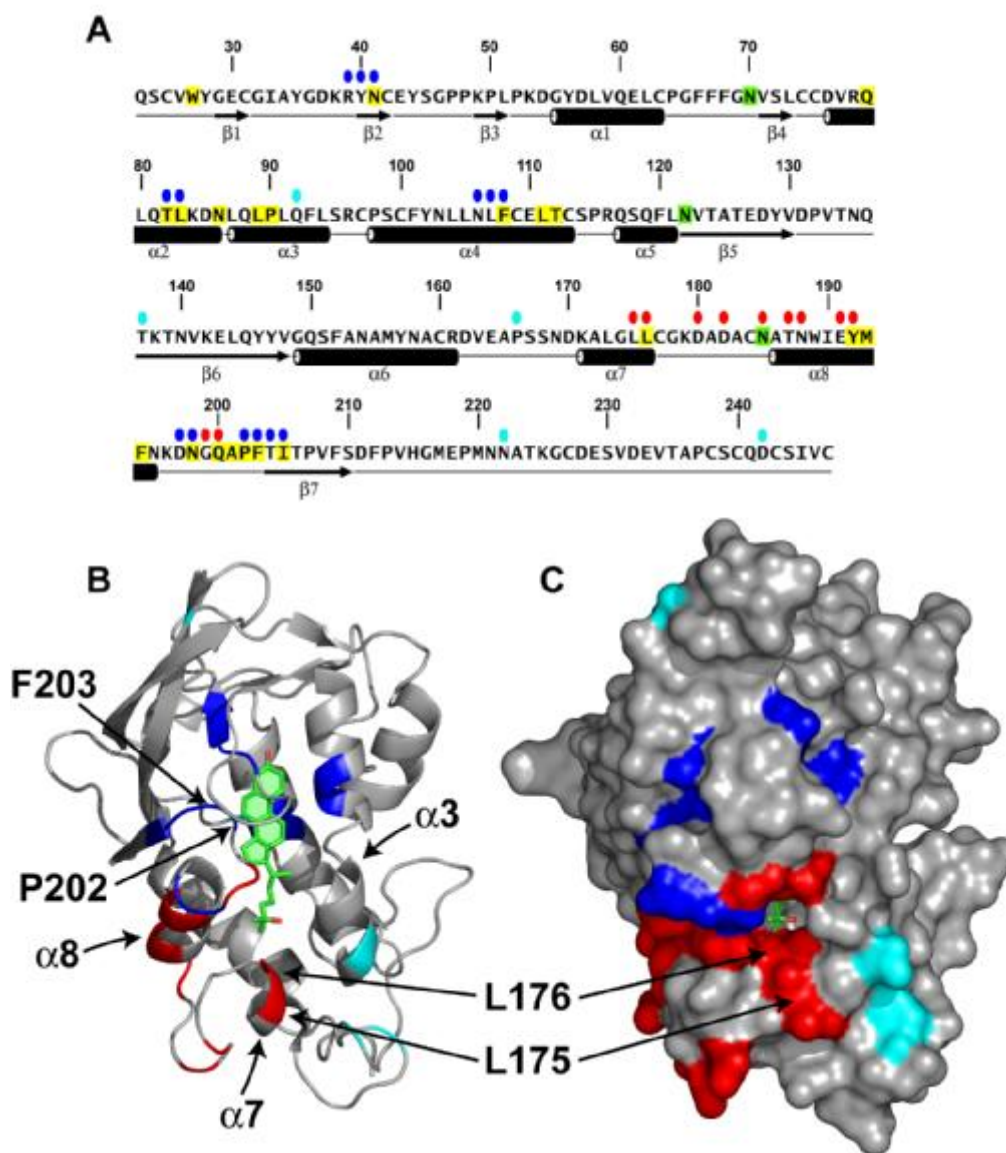 A
30 40 50 60 70
QSCVWYGECGIAYGDKRYNCEYSGPPKPLPKDGYDLVQELCPGFFFGNVSLCCDVRQ
β1 β2 β3 α1 β4
80 90 100 110 120 130
LQTLKDNLQLPLQFLSRCPSCFYNLLNLFCELTCSPRQSQFLNVTATEDYVDPVTNQ
α2 α3 α4 α5 β5
140 150 160 170 180 190
TKTNVKELQYYVGQSFANAMYNACRDVEAPSSNDKALGLLCGKDADACNATNWIEYM
β6 α6 α7 α8
200 210 220 230 240
FNKDNGQAPFTITPVFSDFPVHGMEPMNNATKGCDESVDEVTAPCSCQDCSIVC
β7
B
C
F203
α3
P202
α8
L176
L175
α7